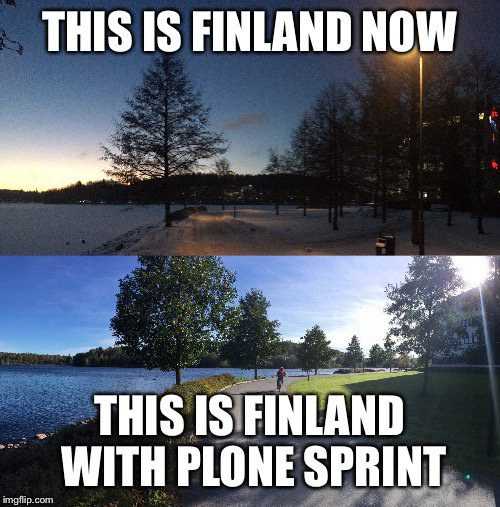 THIS IS FINLAND NOW
THIS IS FINLAND
WITH PLONE SPRINT
imgflip.com